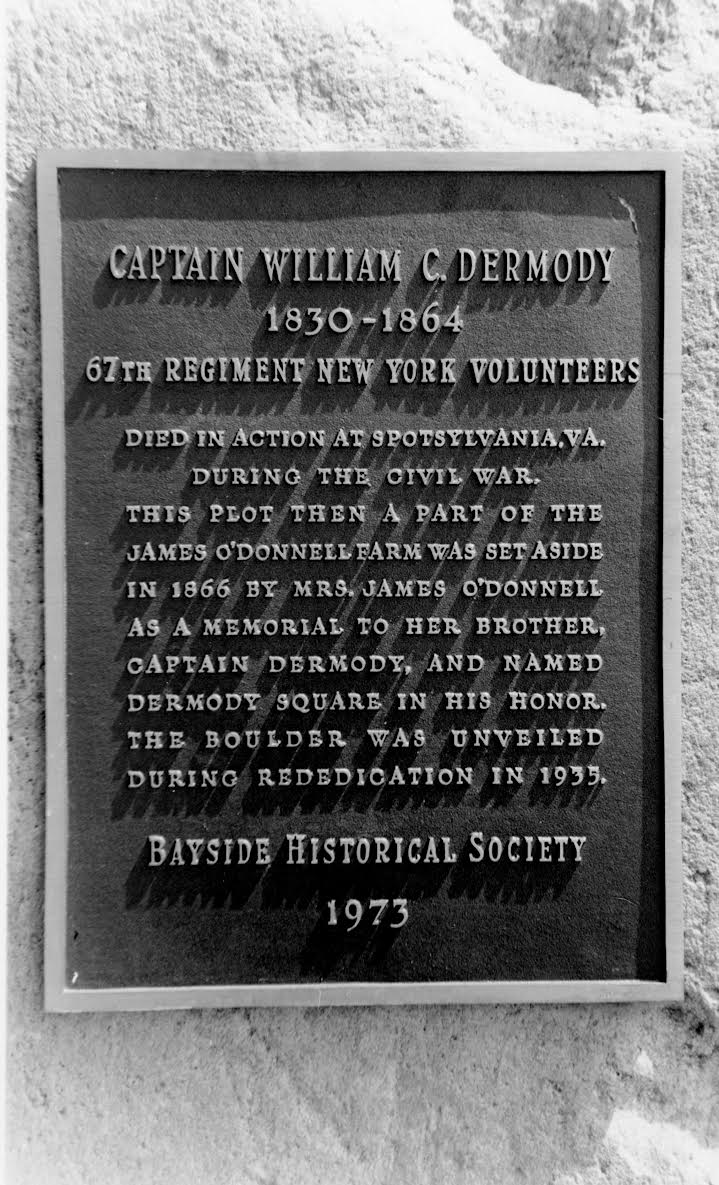 CAPTAIN WILLIAM C. DERMODY
1830-1864
67TH REGIMENT NEW YORK VOLUNTEERS
DIED IN ACTION AT SPOTSYLVANIA, VA.
DURING THE CIVIL WAR.
THIS PLOT THEN A PART OF THE
JAMES O'DONNELL FARM WAS SET ASIDE
IN 1866 BY MRS. JAMES O'DONNELL
AS A MEMORIAL TO HER BROTHER,
CAPTAIN DERMODY, AND NAMED
DERMODY SQUARE IN HIS HONOR.
THE BOULDER WAS UNVEILED
DURING REDEDICATION IN 1935.
BAYSIDE HISTORICAL SOCIETY
1973